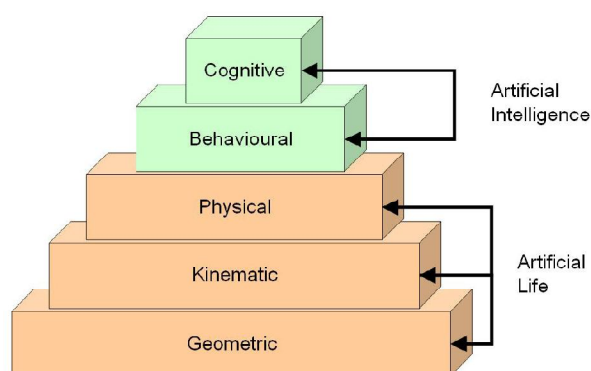 Cognitive
Artificial
Intelligence
Behavioural
Physical
Kinematic
Artificial
Life
Geometric